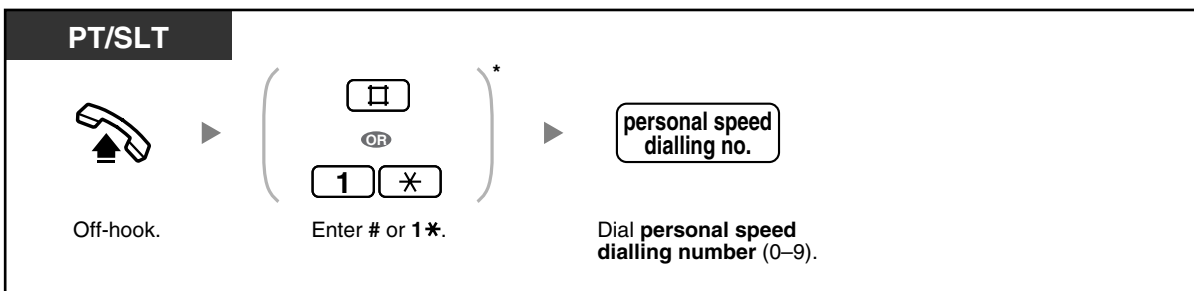 PT/SLT
*
#
OR
1 *
personal speed
dialling no.
Off-hook.
Enter # or 1*.
Dial personal speed
dialling number (0–9).